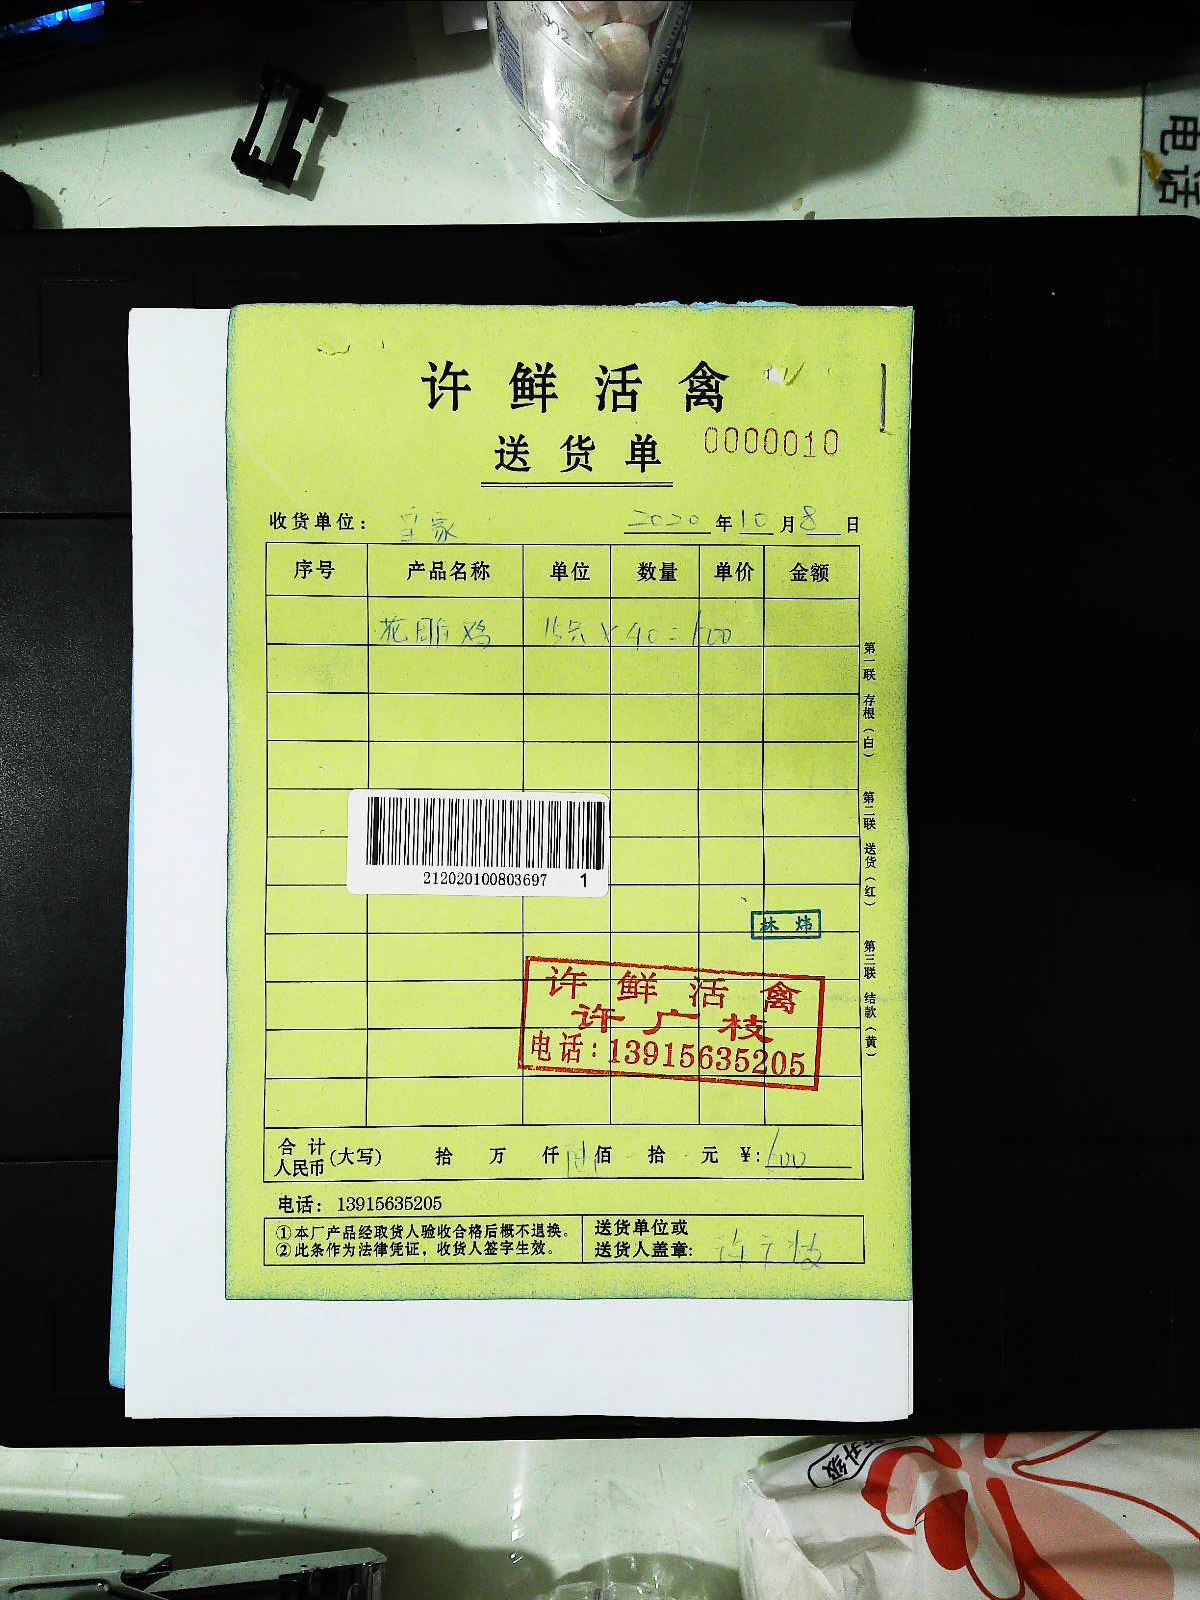 电话
许鲜活禽
送货单 0000010
收货单位： 皇家 2020年10月8日
序号 产品名称 单位 数量 单价 金额
花雕鸡 15只×40=600
第一联 存根（白）
第二联 送货（红）
第三联 结款（黄）
212020100803697 1
林炜
许鲜活禽
许广枝
电话：13915635205
合计人民币(大写) 拾 万 仟 佰 拾 元 ¥:600
电话：13915635205
①本厂产品经取货人验收合格后概不退换。
②此条作为法律凭证，收货人签字生效。
送货单位或
送货人盖章: 许广枝
升级